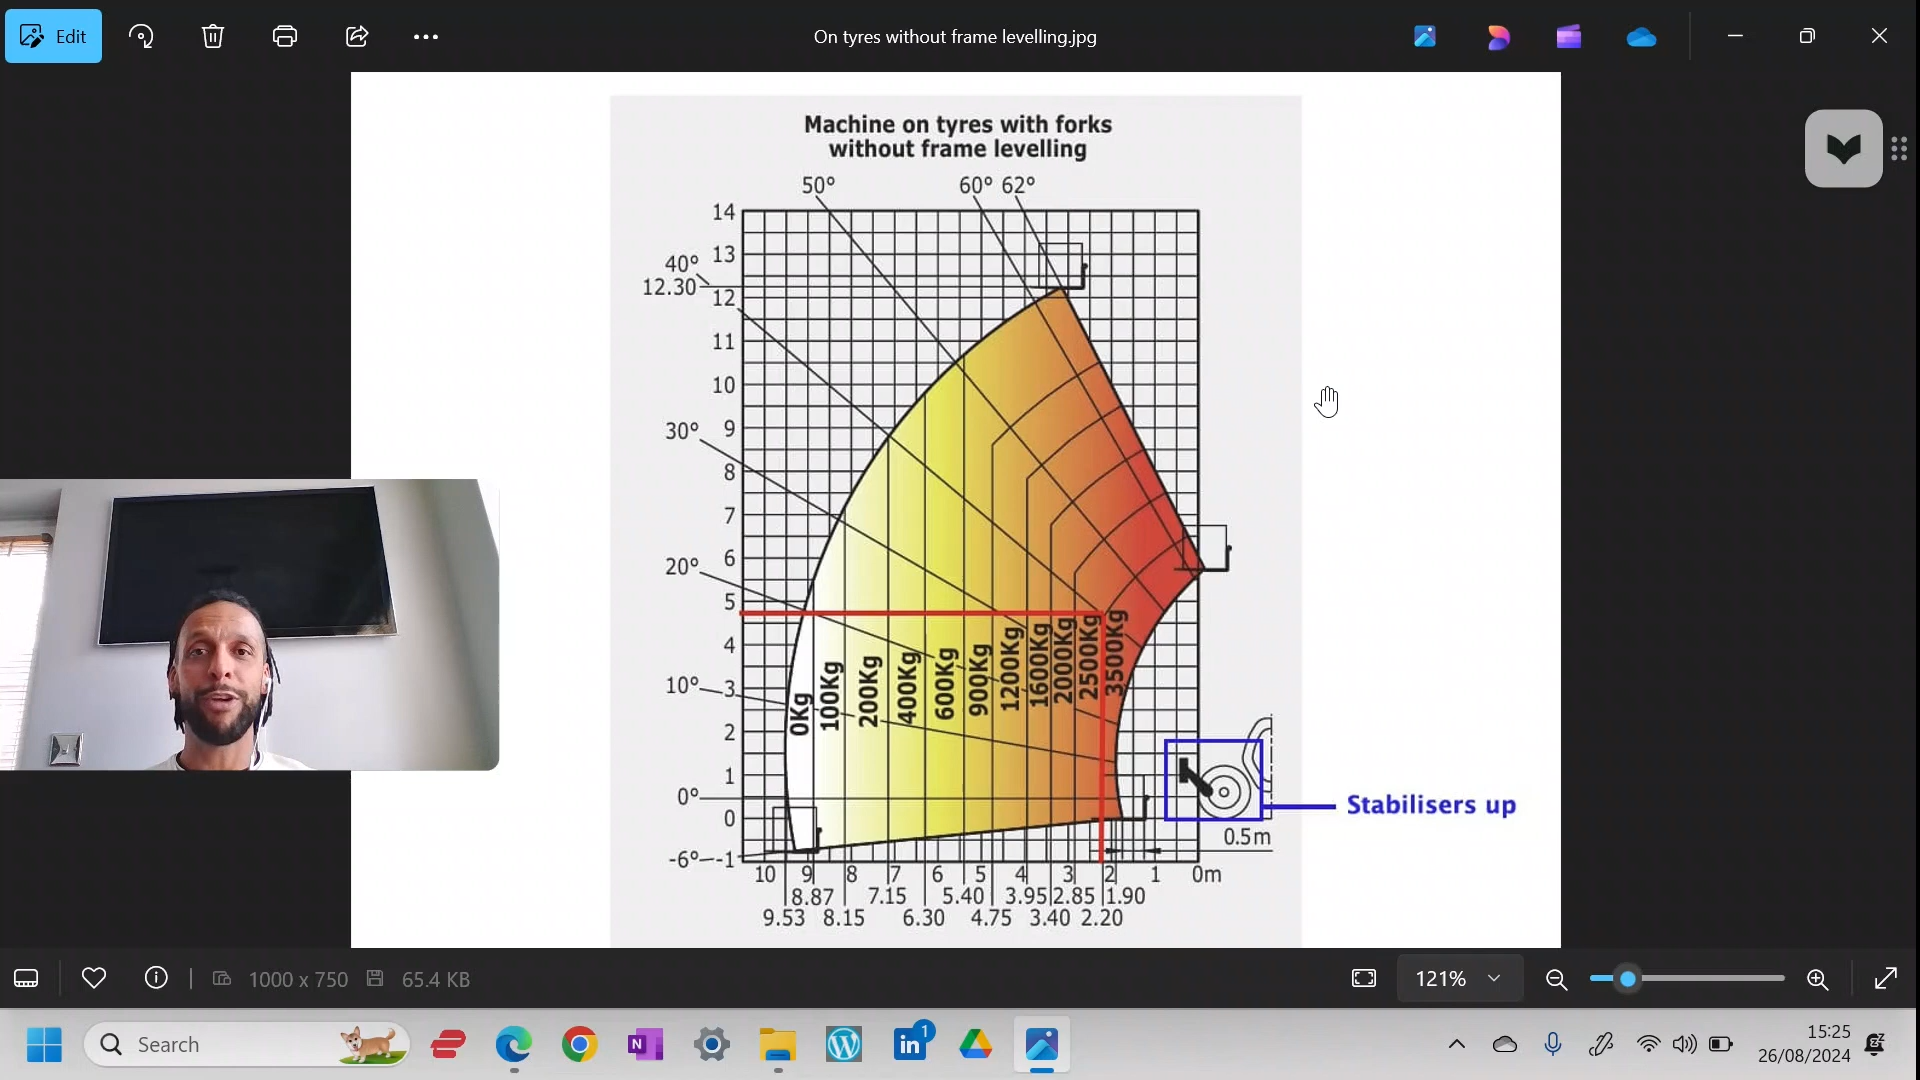 Edit
On tyres without frame levelling.jpg
Machine on tyres with forks
without frame levelling
50° 60° 62°
14
40° 13
12.30 12
11
10
30° 9
8
7
20° 6
5
4
10° 3
2
1
0°
0
-6° -1
0Kg 100Kg 200Kg 400Kg 600Kg 900Kg 1200Kg 1600Kg 2000Kg 2500Kg 3500Kg
Stabilisers up
0.5m
10 9 8 7 6 5 4 3 2 1 0m
8.87 7.15 5.40 3.95 2.85 1.90
9.53 8.15 6.30 4.75 3.40 2.20
1000 x 750 65.4 KB
121%
Search
N
in 1
15:25
26/08/2024